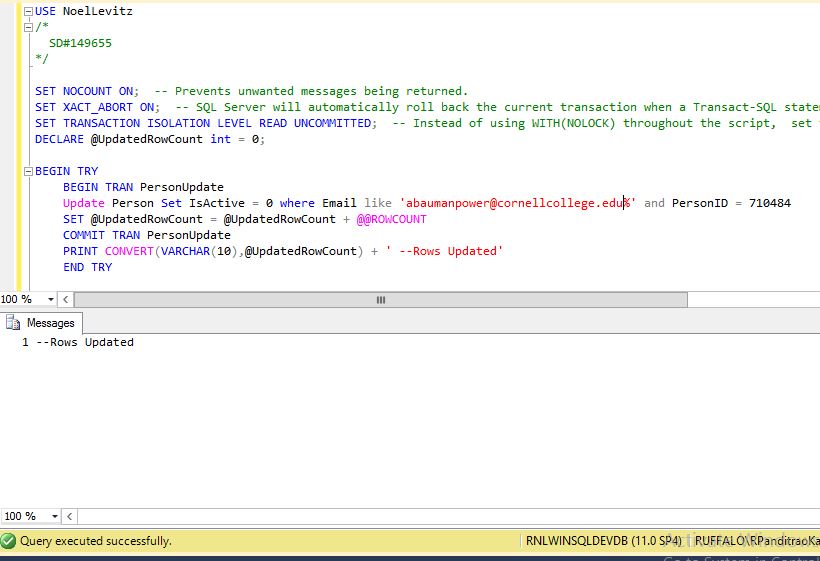 USE NoelLevitz
/*
SD#149655
*/
SET NOCOUNT ON;  -- Prevents unwanted messages being returned.
SET XACT_ABORT ON;  -- SQL Server will automatically roll back the current transaction when a Transact-SQL state
SET TRANSACTION ISOLATION LEVEL READ UNCOMMITTED;  -- Instead of using WITH(NOLOCK) throughout the script,  set
DECLARE @UpdatedRowCount int = 0;
BEGIN TRY
BEGIN TRAN PersonUpdate
Update Person Set IsActive = 0 where Email like 'abaumanpower@cornellcollege.edu%' and PersonID = 710484
SET @UpdatedRowCount = @UpdatedRowCount + @@ROWCOUNT
COMMIT TRAN PersonUpdate
PRINT CONVERT(VARCHAR(10),@UpdatedRowCount) + ' --Rows Updated'
END TRY
100 %
Messages
1 --Rows Updated
100 %
Query executed successfully.
RNLWINSQLDEVDB (11.0 SP4)